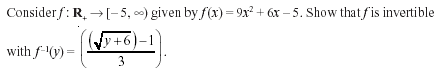 Consider f : R₊ → [– 5, ∞) given by f(x) = 9x² + 6x – 5. Show that f is invertible
with f⁻¹(y) = ((√(y + 6)) – 1 / 3).